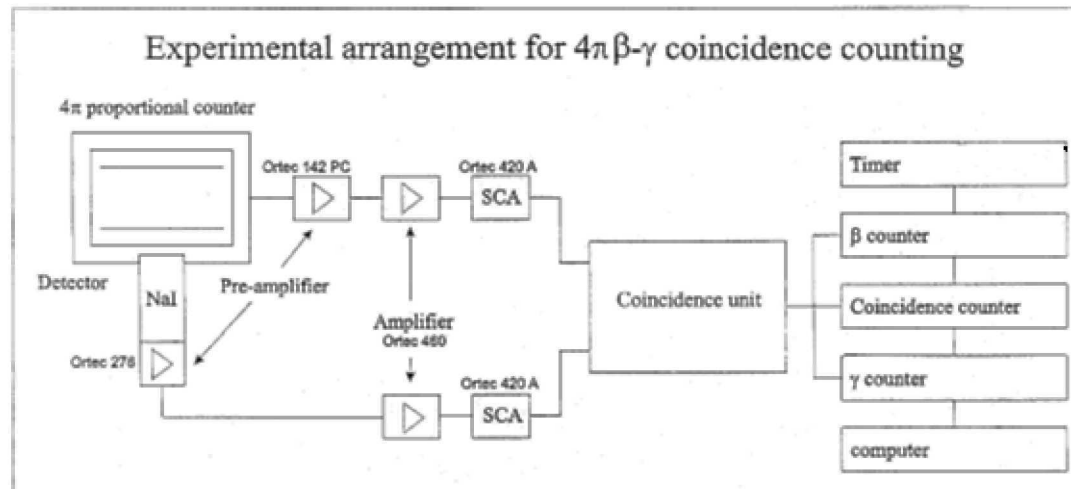 Experimental arrangement for 4πβ-γ coincidence counting
4π proportional counter
Ortec 142 PC
Ortec 420 A
SCA
Timer
β counter
Detector
NaI
Pre-amplifier
Coincidence unit
Coincidence counter
Amplifier
Ortec 460
Ortec 276
γ counter
Ortec 420 A
SCA
computer